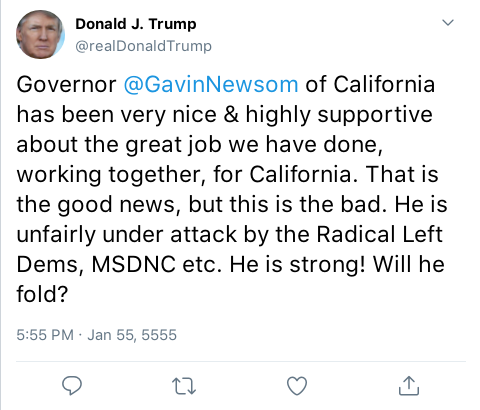 Donald J. Trump
@realDonaldTrump
Governor @GavinNewsom of California
has been very nice & highly supportive
about the great job we have done,
working together, for California. That is
the good news, but this is the bad. He is
unfairly under attack by the Radical Left
Dems, MSDNC etc. He is strong! Will he
fold?
5:55 PM · Jan 55, 5555